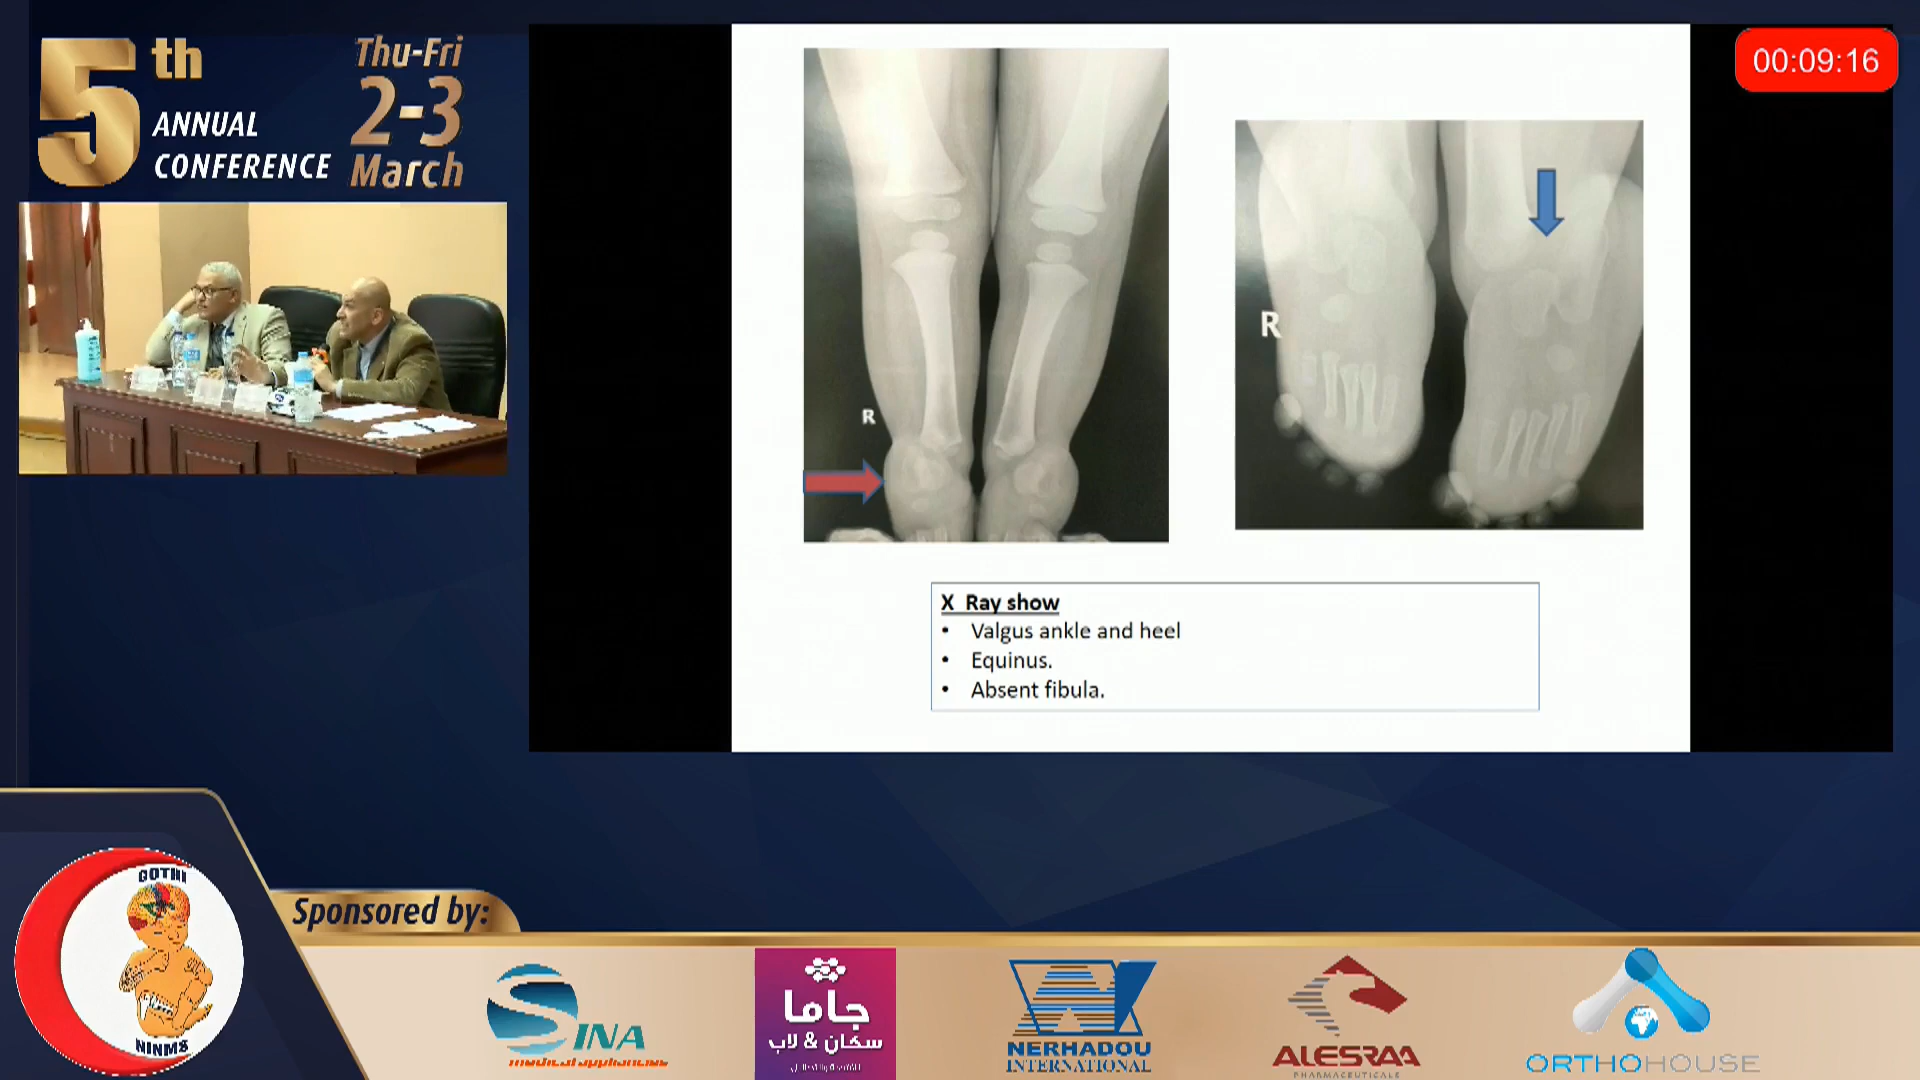 5th
ANNUAL
CONFERENCE
Thu-Fri
2-3
March
00:09:16
R
R
X Ray show
• Valgus ankle and heel
• Equinus.
• Absent fibula.
GOTHI
NINMS
Sponsored by:
SINA
medical appliances
جاما
سكان & لاب
NERHADOU
INTERNATIONAL
ALESRAA
PHARMACEUTICALS
ORTHOHOUSE